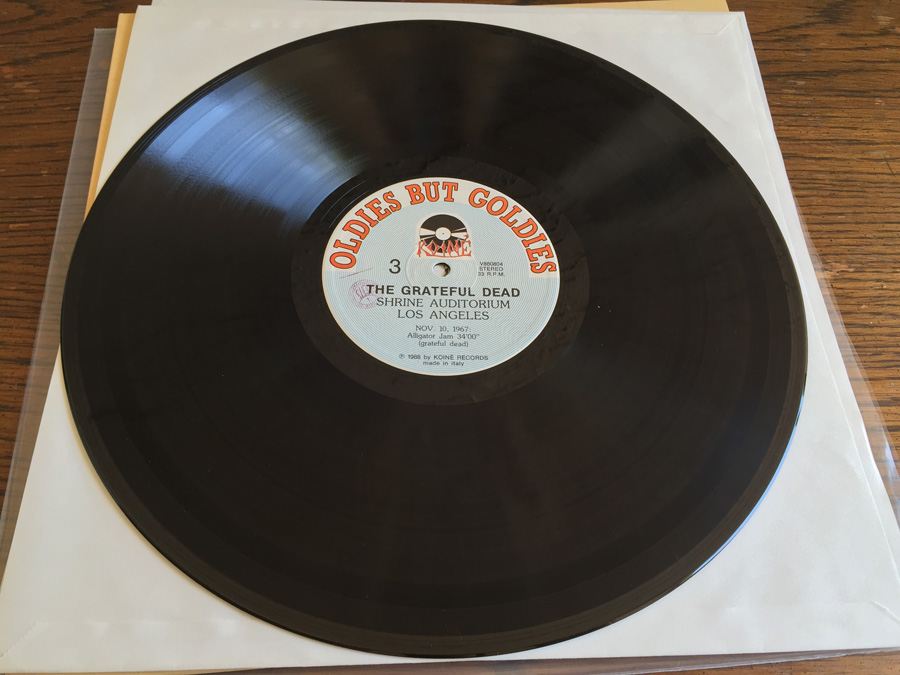 OLDIES BUT GOLDIES
KOINÈ
3
V880804
STEREO
33 R.P.M.
THE GRATEFUL DEAD
SHRINE AUDITORIUM
LOS ANGELES
NOV. 10, 1967:
Alligator Jam 34'00"
(grateful dead)
℗ 1988 by KOINÈ RECORDS
made in italy